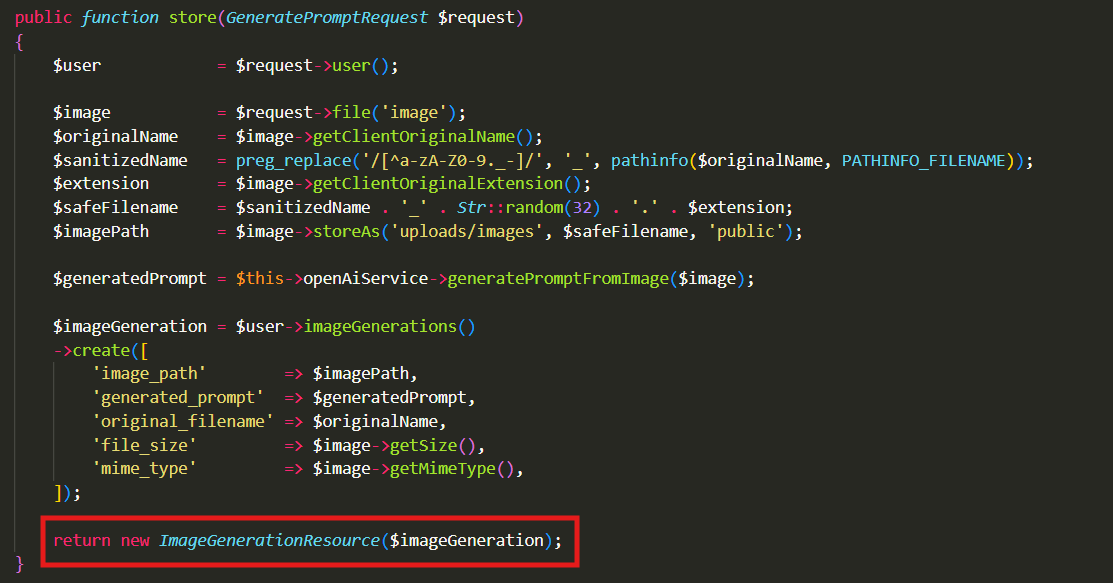 public function store(GeneratePromptRequest $request)
{
    $user            = $request->user();
    $image           = $request->file('image');
    $originalName    = $image->getClientOriginalName();
    $sanitizedName   = preg_replace('/[^a-zA-Z0-9._-]/', '_', pathinfo($originalName, PATHINFO_FILENAME));
    $extension       = $image->getClientOriginalExtension();
    $safeFilename    = $sanitizedName . '_' . Str::random(32) . '.' . $extension;
    $imagePath       = $image->storeAs('uploads/images', $safeFilename, 'public');
    $generatedPrompt = $this->openAiService->generatePromptFromImage($image);
    $imageGeneration = $user->imageGenerations()
    ->create([
        'image_path'        => $imagePath,
        'generated_prompt'  => $generatedPrompt,
        'original_filename' => $originalName,
        'file_size'         => $image->getSize(),
        'mime_type'         => $image->getMimeType(),
    ]);
    return new ImageGenerationResource($imageGeneration);
}